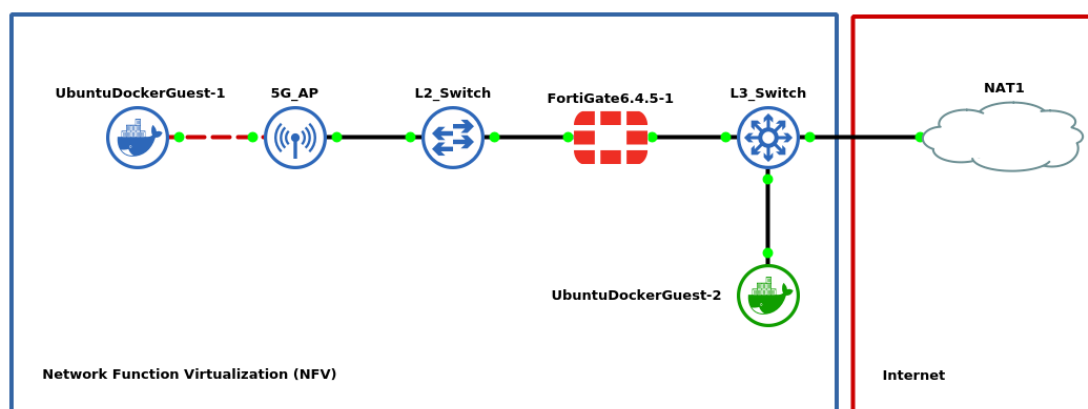 UbuntuDockerGuest-1
5G_AP
L2_Switch
FortiGate6.4.5-1
L3_Switch
NAT1
UbuntuDockerGuest-2
Network Function Virtualization (NFV)
Internet